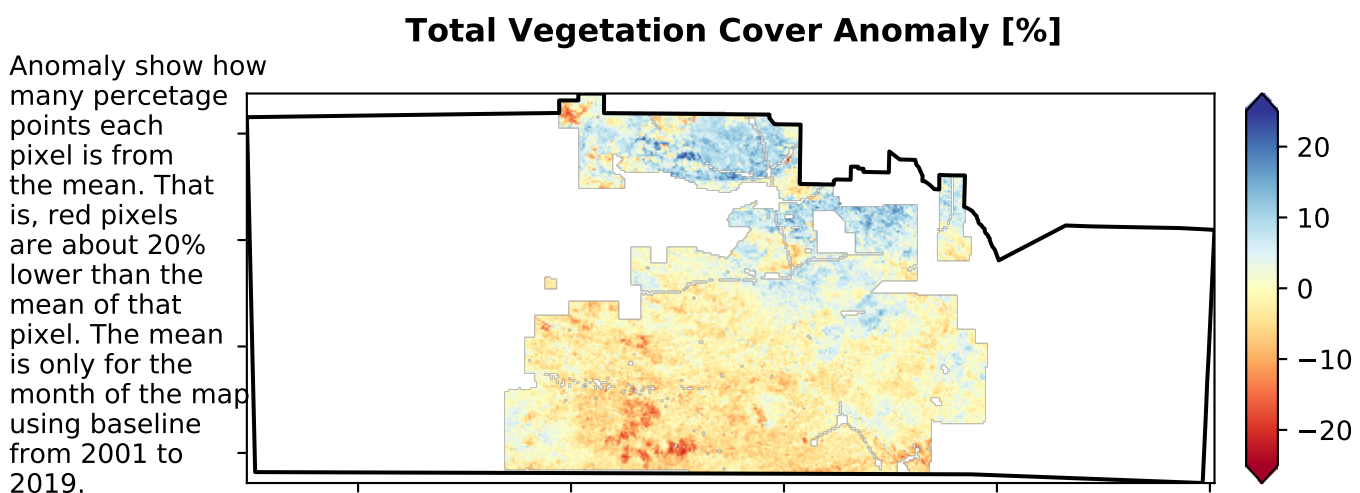 Total Vegetation Cover Anomaly [%]
Anomaly show how
many percetage
points each
pixel is from
the mean. That
is, red pixels
are about 20%
lower than the
mean of that
pixel. The mean
is only for the
month of the map
using baseline
from 2001 to
2019.
20
10
0
−10
−20